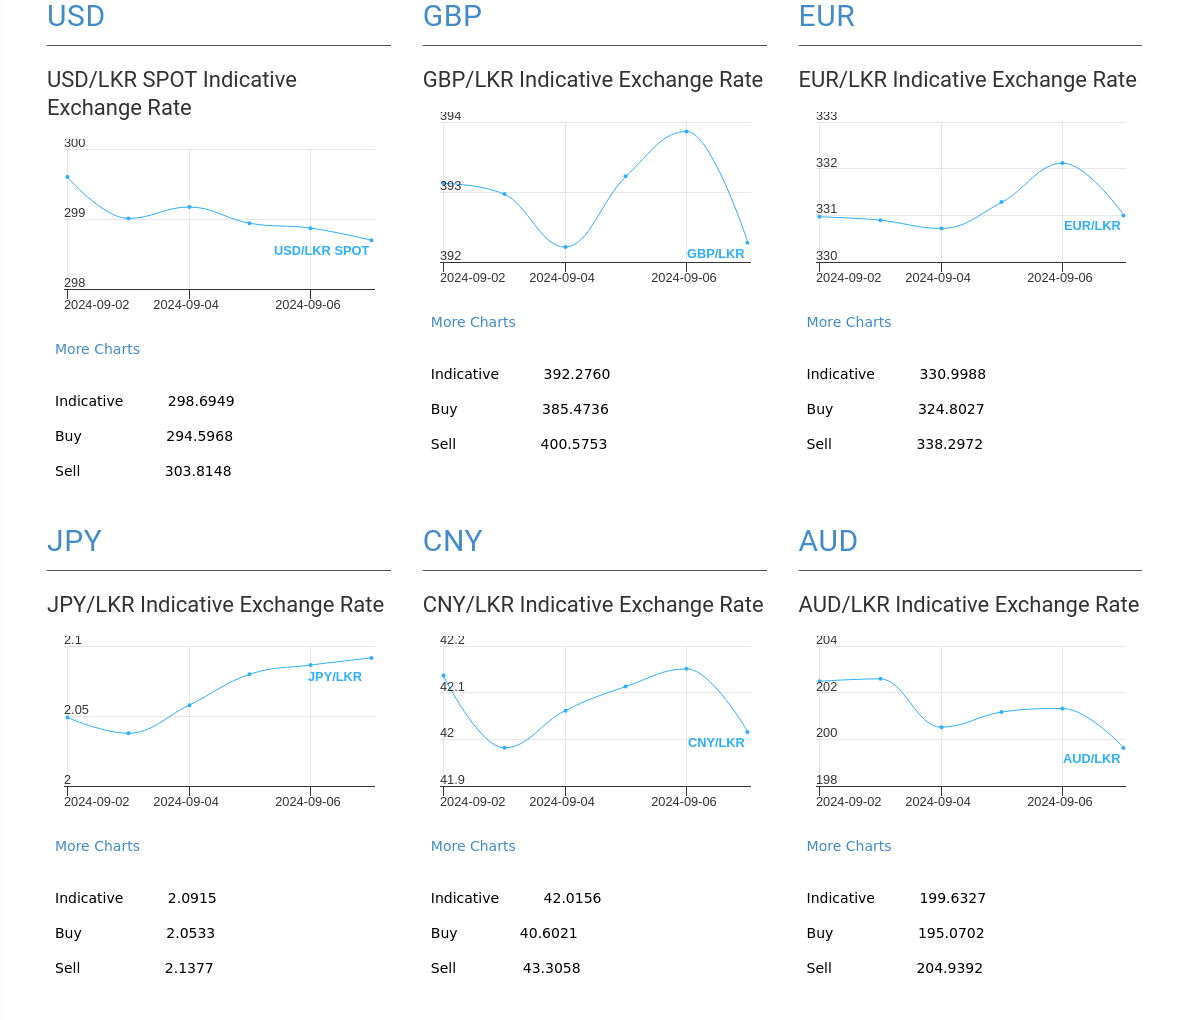 USD
USD/LKR SPOT Indicative
Exchange Rate
300
299
298
USD/LKR SPOT
2024-09-02 2024-09-04 2024-09-06
More Charts
Indicative 298.6949
Buy 294.5968
Sell 303.8148
GBP
GBP/LKR Indicative Exchange Rate
394
393
392
GBP/LKR
2024-09-02 2024-09-04 2024-09-06
More Charts
Indicative 392.2760
Buy 385.4736
Sell 400.5753
EUR
EUR/LKR Indicative Exchange Rate
333
332
331
330
EUR/LKR
2024-09-02 2024-09-04 2024-09-06
More Charts
Indicative 330.9988
Buy 324.8027
Sell 338.2972
JPY
JPY/LKR Indicative Exchange Rate
2.1
2.05
2
JPY/LKR
2024-09-02 2024-09-04 2024-09-06
More Charts
Indicative 2.0915
Buy 2.0533
Sell 2.1377
CNY
CNY/LKR Indicative Exchange Rate
42.2
42.1
42
41.9
CNY/LKR
2024-09-02 2024-09-04 2024-09-06
More Charts
Indicative 42.0156
Buy 40.6021
Sell 43.3058
AUD
AUD/LKR Indicative Exchange Rate
204
202
200
198
AUD/LKR
2024-09-02 2024-09-04 2024-09-06
More Charts
Indicative 199.6327
Buy 195.0702
Sell 204.9392